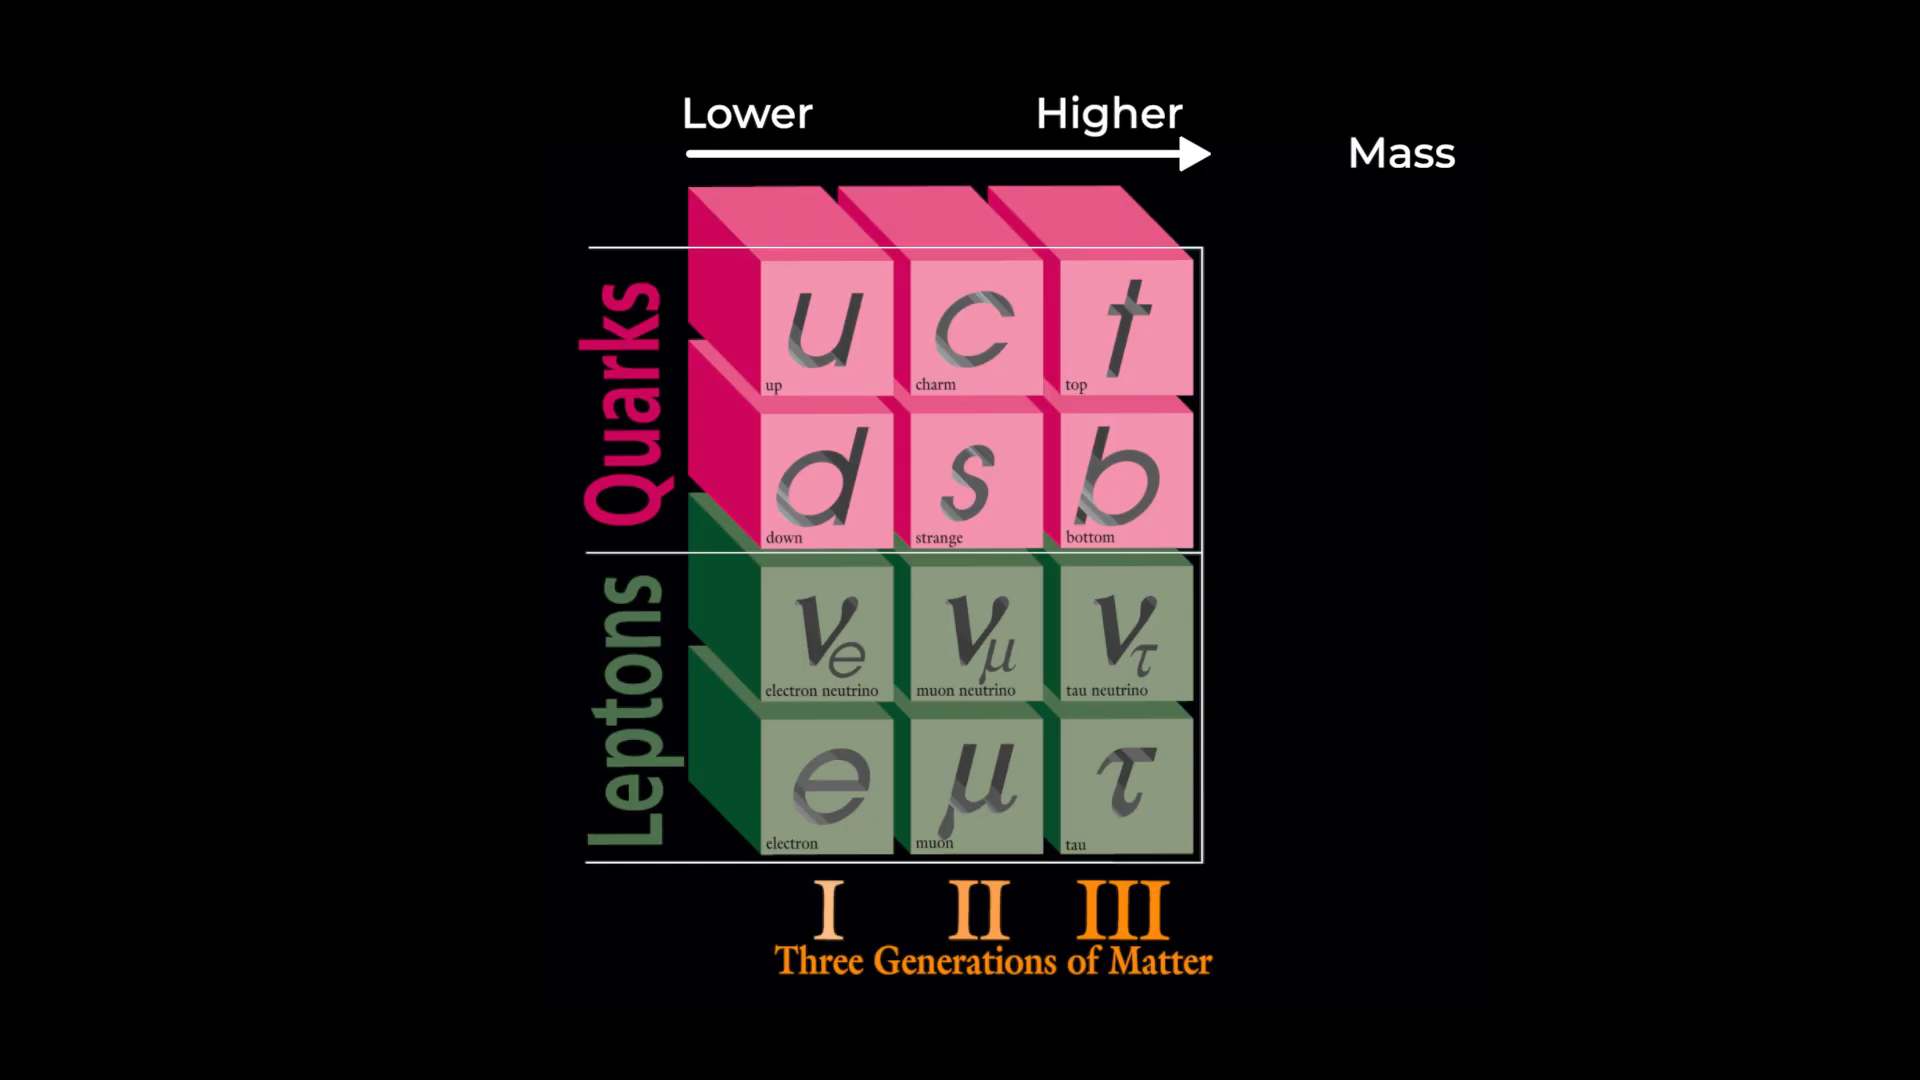 Lower Higher
Mass
Quarks
u c t
up charm top
d s b
down strange bottom
Leptons
νe νμ ντ
electron neutrino muon neutrino tau neutrino
e μ τ
electron muon tau
I II III
Three Generations of Matter